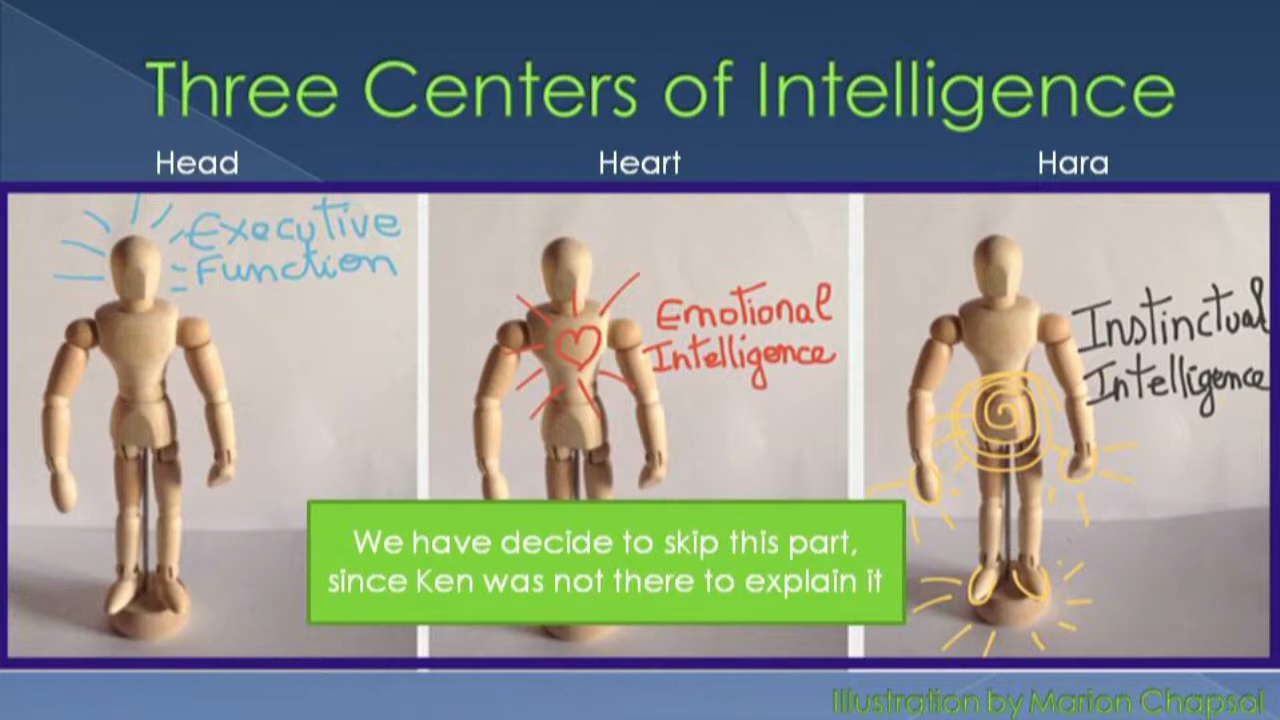 Three Centers of Intelligence
Head
Heart
Hara
Executive
Function
Emotional
Intelligence
Instinctual
Intelligence
We have decide to skip this part,
since Ken was not there to explain it
Illustration by Marion Chapsal